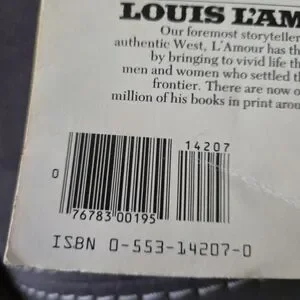 LOUIS L'AM
Our foremost storyteller
authentic West, L'Amour has th
by bringing to vivid life th
men and women who settled t
frontier. There are now o
million of his books in print arou
14207
0
76783 00195
ISBN 0-553-14207-0